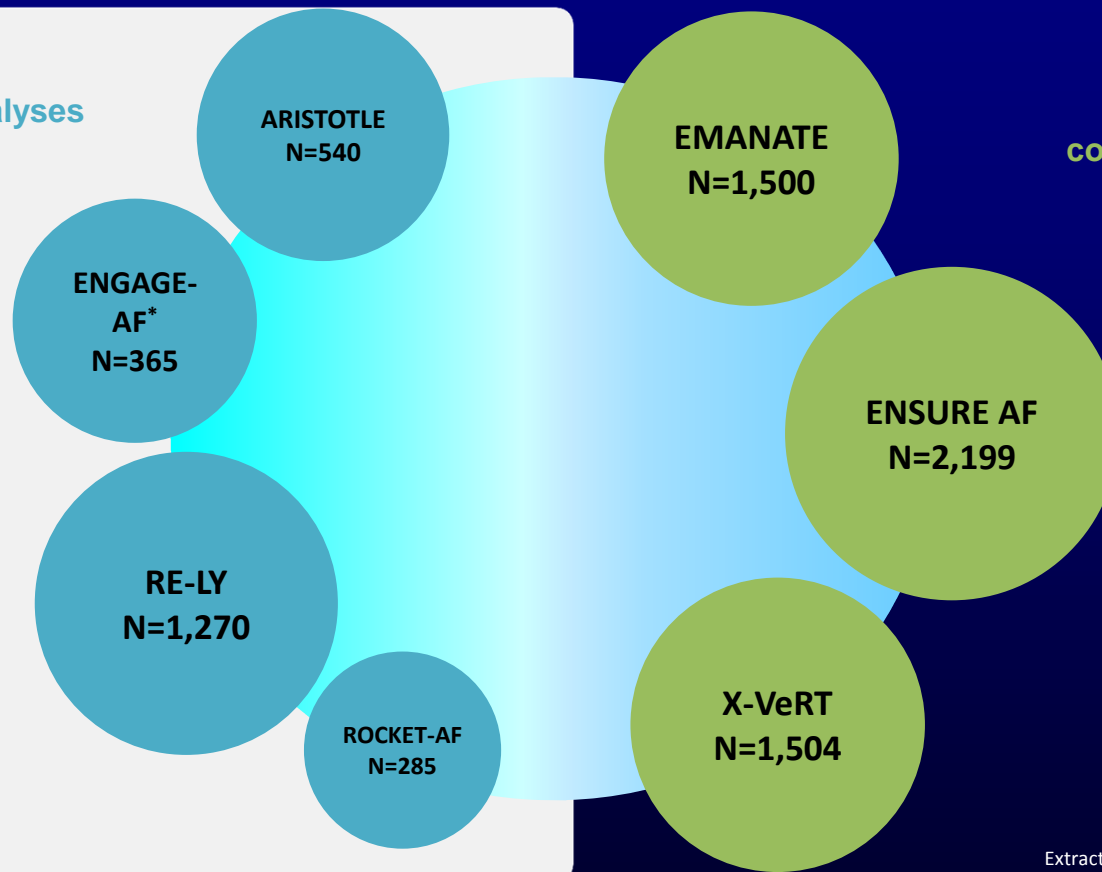 alyses
ARISTOTLE
N=540
ENGAGE-
AF*
N=365
RE-LY
N=1,270
ROCKET-AF
N=285
co
EMANATE
N=1,500
ENSURE AF
N=2,199
X-VeRT
N=1,504
Extract